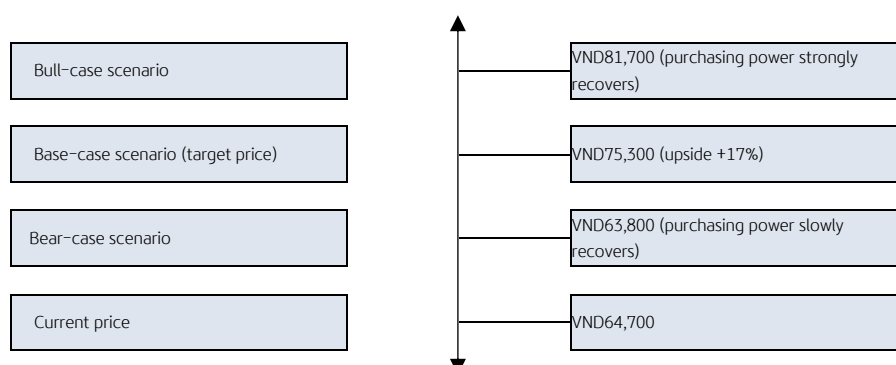 Bull-case scenario
VND81,700 (purchasing power strongly
recovers)
Base-case scenario (target price)
VND75,300 (upside +17%)
Bear-case scenario
VND63,800 (purchasing power slowly
recovers)
Current price
VND64,700